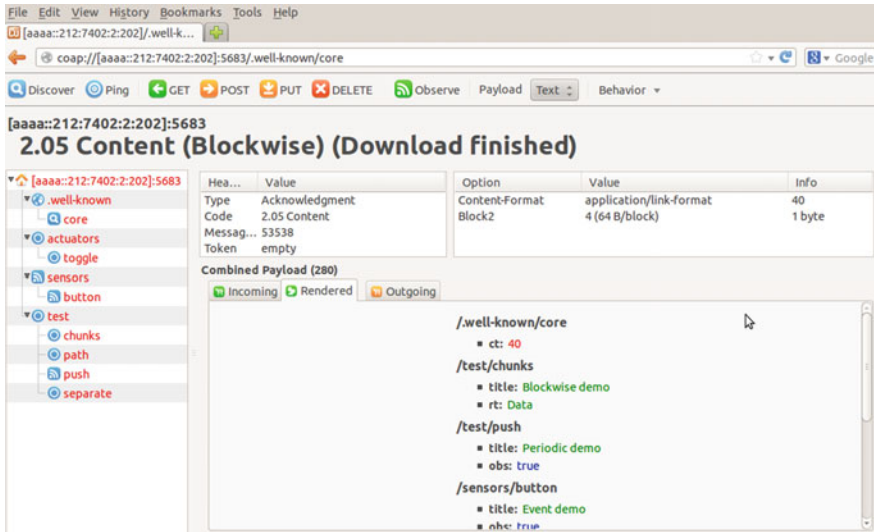 File Edit View History Bookmarks Tools Help
[aaaa::212:7402:2:202]/.well-k...
coap://[aaaa::212:7402:2:202]:5683/.well-known/core
Google
Discover Ping GET POST PUT DELETE Observe Payload Text Behavior
[aaaa::212:7402:2:202]:5683
2.05 Content (Blockwise) (Download finished)
[aaaa::212:7402:2:202]:5683
.well-known
core
actuators
toggle
sensors
button
test
chunks
path
push
separate
Hea... Value
Type Acknowledgment
Code 2.05 Content
Messag... 53538
Token empty
Option Value Info
Content-Format application/link-format 40
Block2 4 (64 B/block) 1 byte
Combined Payload (280)
Incoming Rendered Outgoing
/.well-known/core
ct: 40
/test/chunks
title: Blockwise demo
rt: Data
/test/push
title: Periodic demo
obs: true
/sensors/button
title: Event demo
obs: true